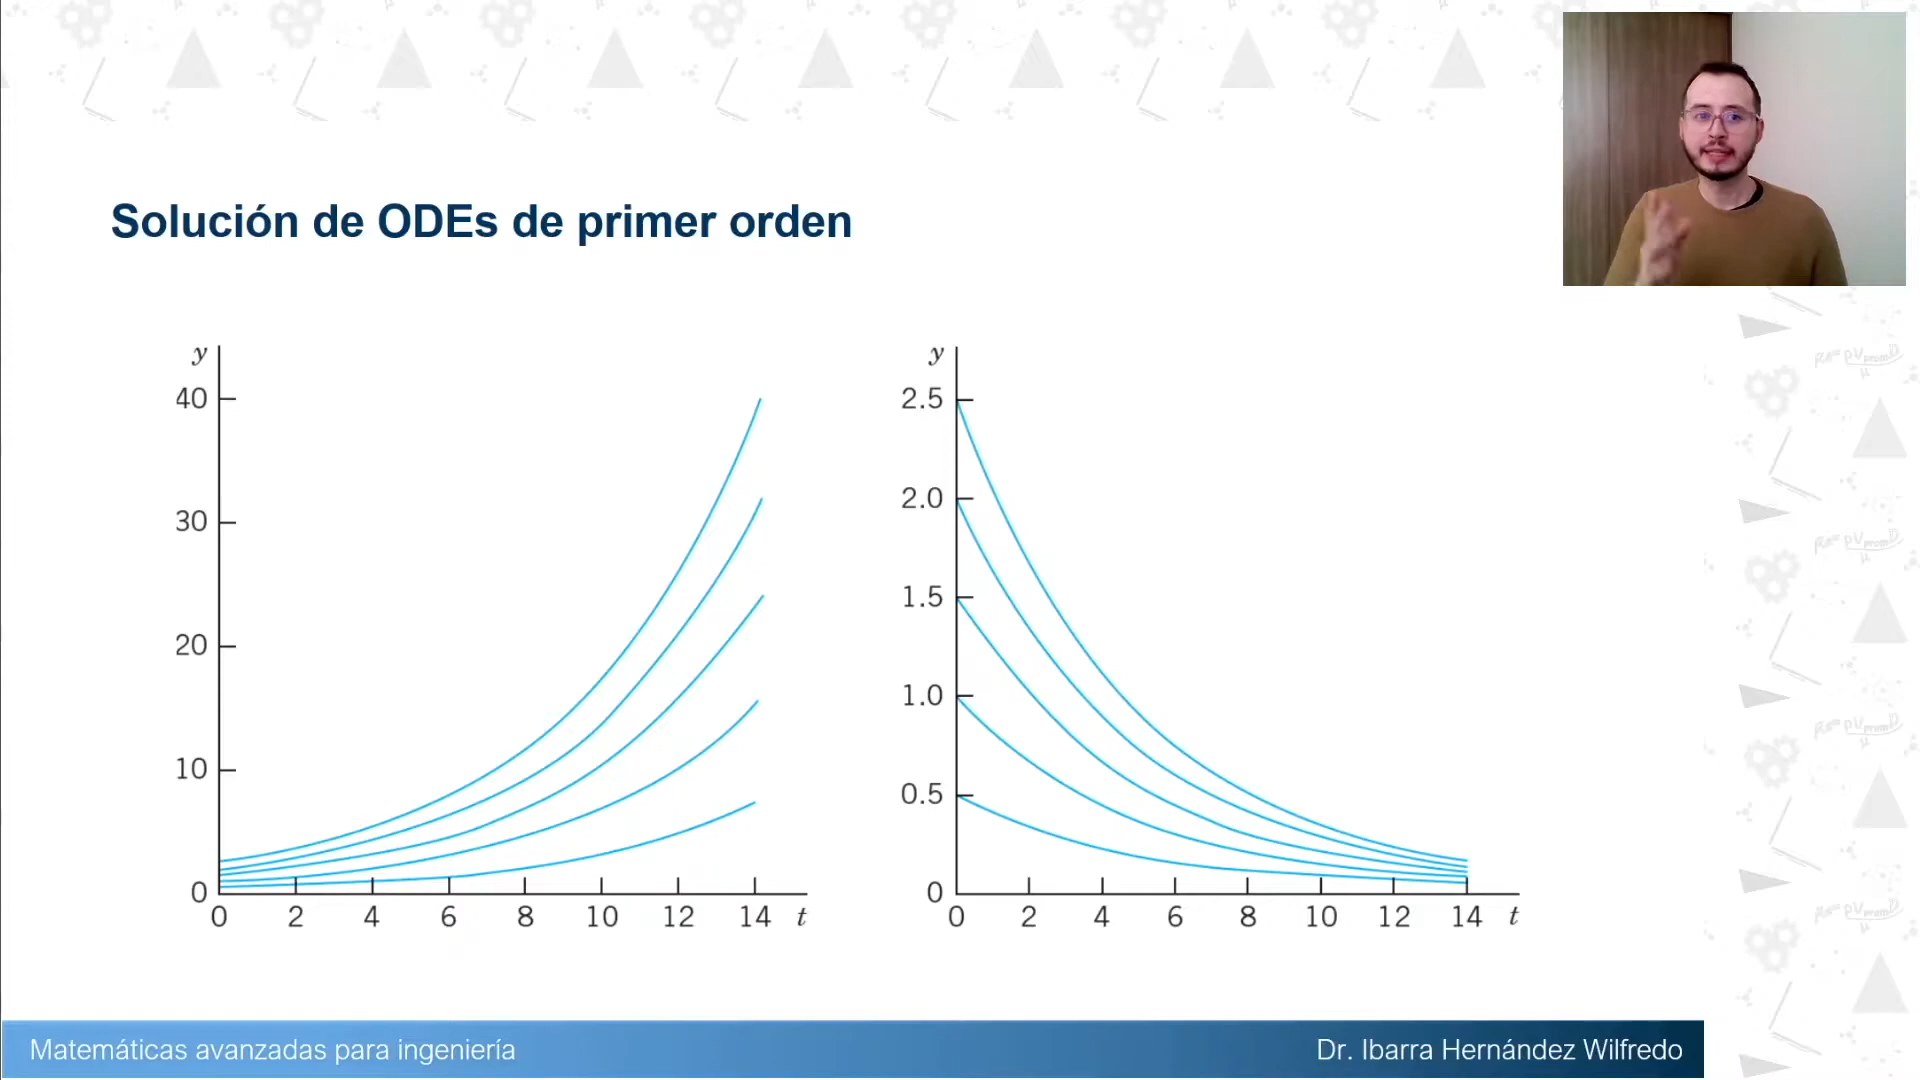 Solución de ODEs de primer orden
y
40
30
20
10
0
0 2 4 6 8 10 12 14 t
y
2.5
2.0
1.5
1.0
0.5
0
0 2 4 6 8 10 12 14 t
Matemáticas avanzadas para ingeniería
Dr. Ibarra Hernández Wilfredo